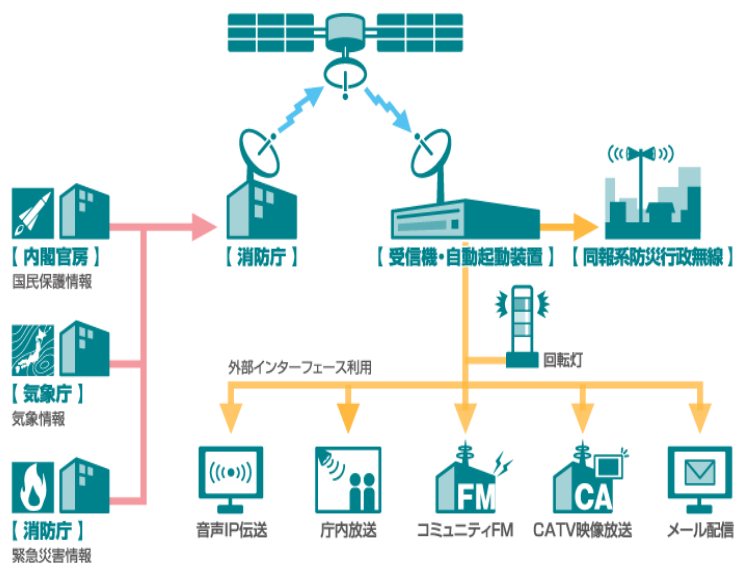 【 内閣官房 】
国民保護情報
【 消防庁 】
【 受信機・自動起動装置 】
【 同報系防災行政無線 】
回転灯
【 気象庁 】
気象情報
外部インターフェース利用
【 消防庁 】
緊急災害情報
音声IP伝送
庁内放送
FM
コミュニティFM
CA
CATV映像放送
メール配信